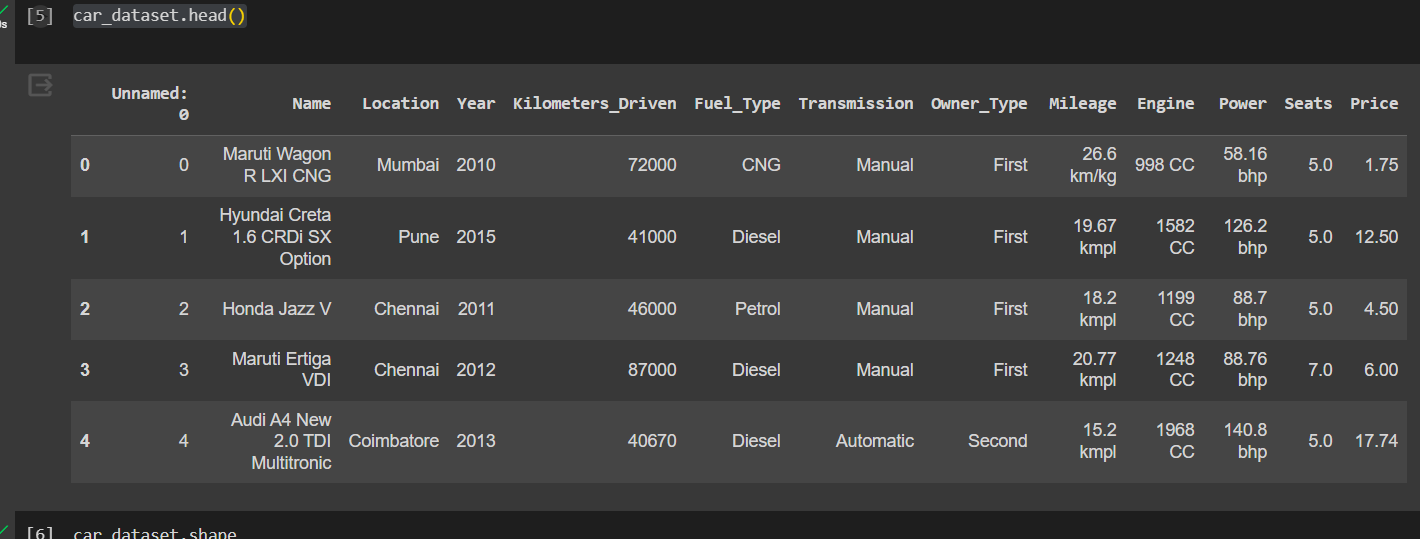 [5] car_dataset.head()
Unnamed: 0 Name Location Year Kilometers_Driven Fuel_Type Transmission Owner_Type Mileage Engine Power Seats Price
0 0 Maruti Wagon R LXI CNG Mumbai 2010 72000 CNG Manual First 26.6 km/kg 998 CC 58.16 bhp 5.0 1.75
1 1 Hyundai Creta 1.6 CRDi SX Option Pune 2015 41000 Diesel Manual First 19.67 kmpl 1582 CC 126.2 bhp 5.0 12.50
2 2 Honda Jazz V Chennai 2011 46000 Petrol Manual First 18.2 kmpl 1199 CC 88.7 bhp 5.0 4.50
3 3 Maruti Ertiga VDI Chennai 2012 87000 Diesel Manual First 20.77 kmpl 1248 CC 88.76 bhp 7.0 6.00
4 4 Audi A4 New 2.0 TDI Multitronic Coimbatore 2013 40670 Diesel Automatic Second 15.2 kmpl 1968 CC 140.8 bhp 5.0 17.74
[6] car_dataset.shape